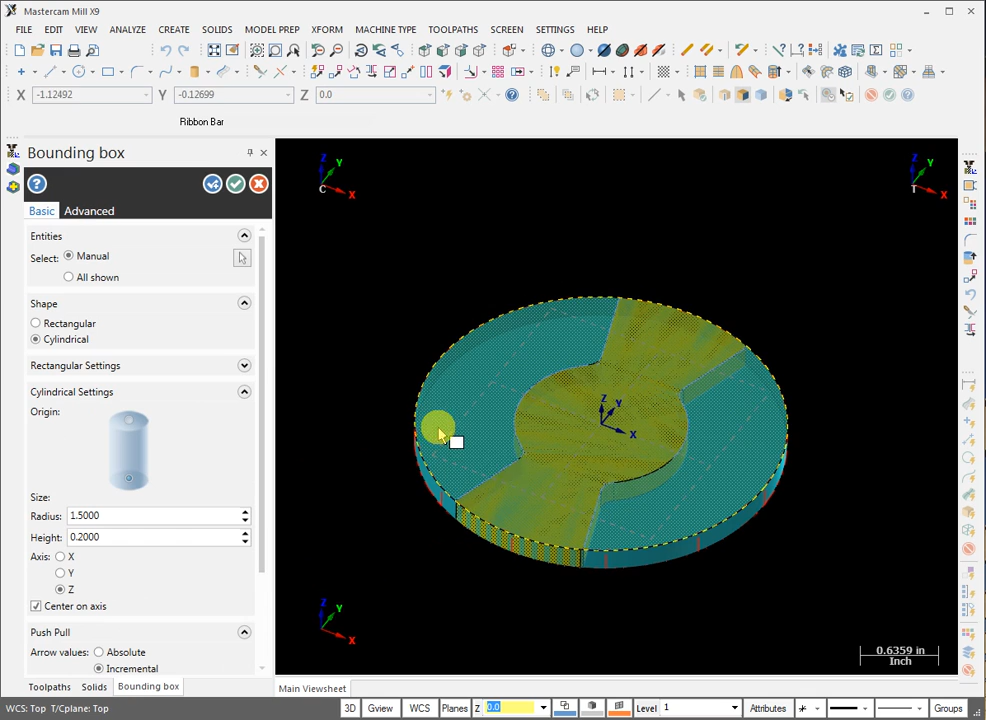 Mastercam Mill X9
FILE EDIT VIEW ANALYZE CREATE SOLIDS MODEL PREP XFORM MACHINE TYPE TOOLPATHS SCREEN SETTINGS HELP
X -1.12492 Y -0.12699 Z 0.0
Ribbon Bar
Bounding box
Basic Advanced
Entities
Select: Manual
All shown
Shape
Rectangular
Cylindrical
Rectangular Settings
Cylindrical Settings
Origin:
Size:
Radius: 1.5000
Height: 0.2000
Axis: X
Y
Z
Center on axis
Push Pull
Arrow values: Absolute
Incremental
Toolpaths Solids Bounding box
Z Y X C
Z Y X T
Z Y X
Z Y X
0.6359 in
Inch
Main Viewsheet
WCS: Top T/Cplane: Top
3D Gview WCS Planes Z 0.0 Level 1 Attributes Groups